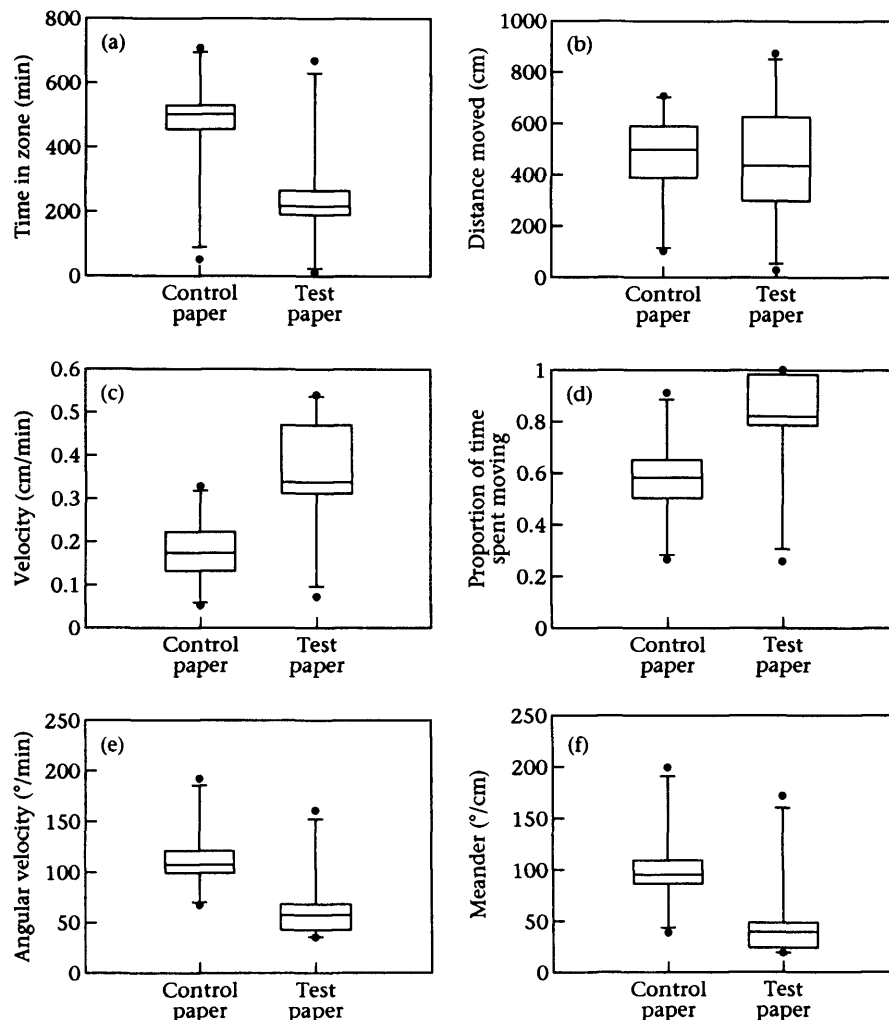 (a)
Time in zone (min)
800
600
400
200
0
Control
paper
Test
paper
(b)
Distance moved (cm)
1000
800
600
400
200
0
Control
paper
Test
paper
(c)
Velocity (cm/min)
0.6
0.5
0.4
0.3
0.2
0.1
0
Control
paper
Test
paper
(d)
Proportion of time
spent moving
1
0.8
0.6
0.4
0.2
0
Control
paper
Test
paper
(e)
Angular velocity (°/min)
250
200
150
100
50
0
Control
paper
Test
paper
(f)
Meander (°/cm)
250
200
150
100
50
0
Control
paper
Test
paper